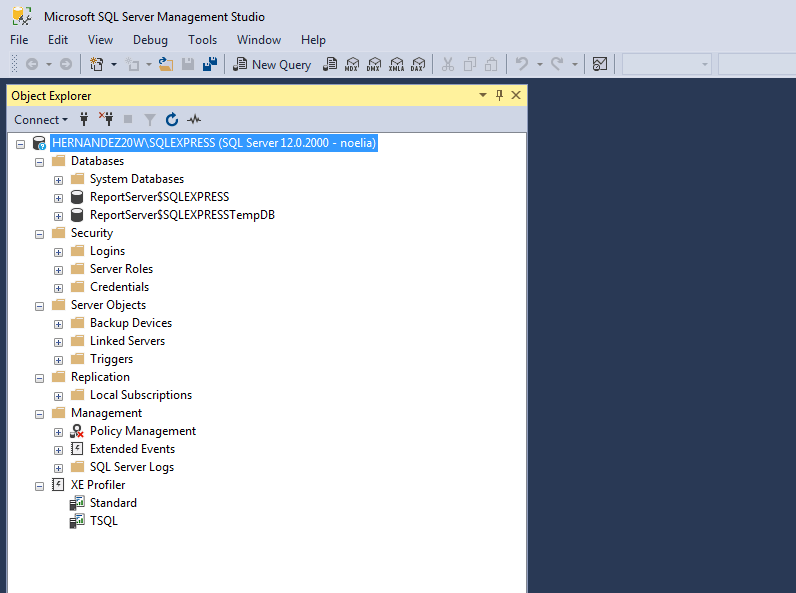 Microsoft SQL Server Management Studio
File Edit View Debug Tools Window Help
New Query MDX DMX XMLA DAX
Object Explorer
Connect
HERNANDEZ20W\SQLEXPRESS (SQL Server 12.0.2000 - noelia)
Databases
System Databases
ReportServer$SQLEXPRESS
ReportServer$SQLEXPRESSTempDB
Security
Logins
Server Roles
Credentials
Server Objects
Backup Devices
Linked Servers
Triggers
Replication
Local Subscriptions
Management
Policy Management
Extended Events
SQL Server Logs
XE Profiler
Standard
TSQL